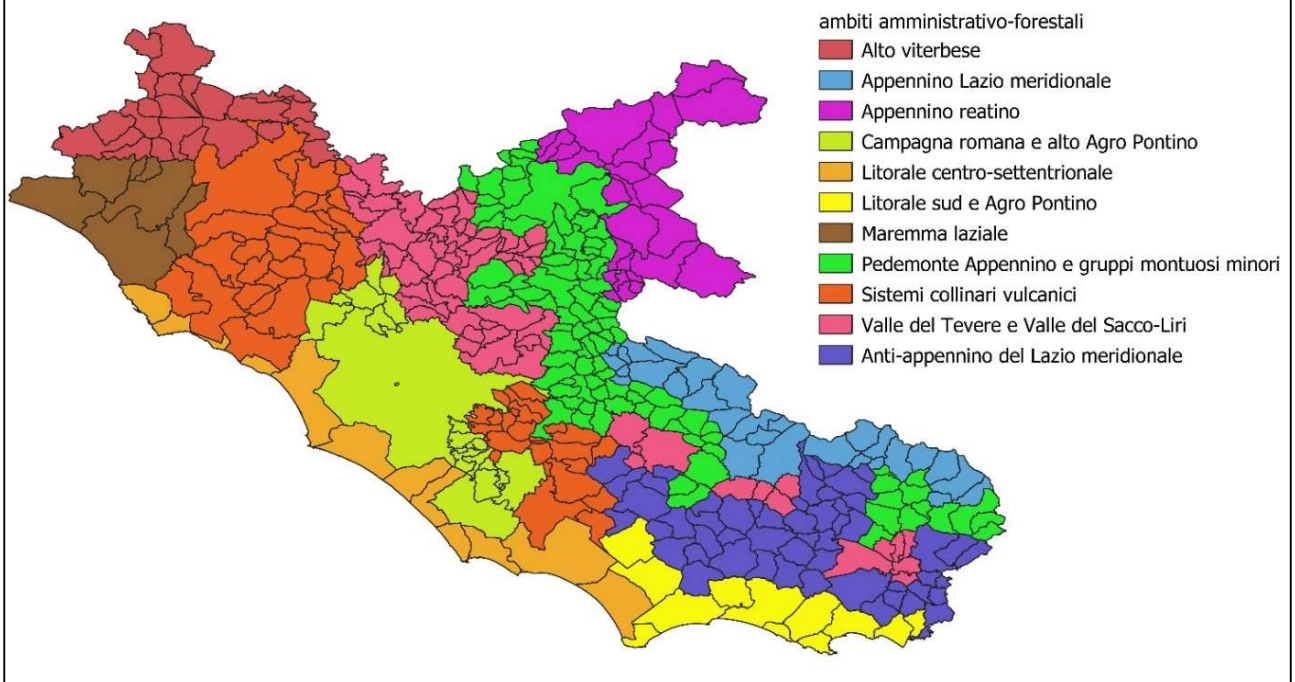 ambiti amministrativo-forestali
Alto viterbese
Appennino Lazio meridionale
Appennino reatino
Campagna romana e alto Agro Pontino
Litorale centro-settentrionale
Litorale sud e Agro Pontino
Maremma laziale
Pedemonte Appennino e gruppi montuosi minori
Sistemi collinari vulcanici
Valle del Tevere e Valle del Sacco-Liri
Anti-appennino del Lazio meridionale